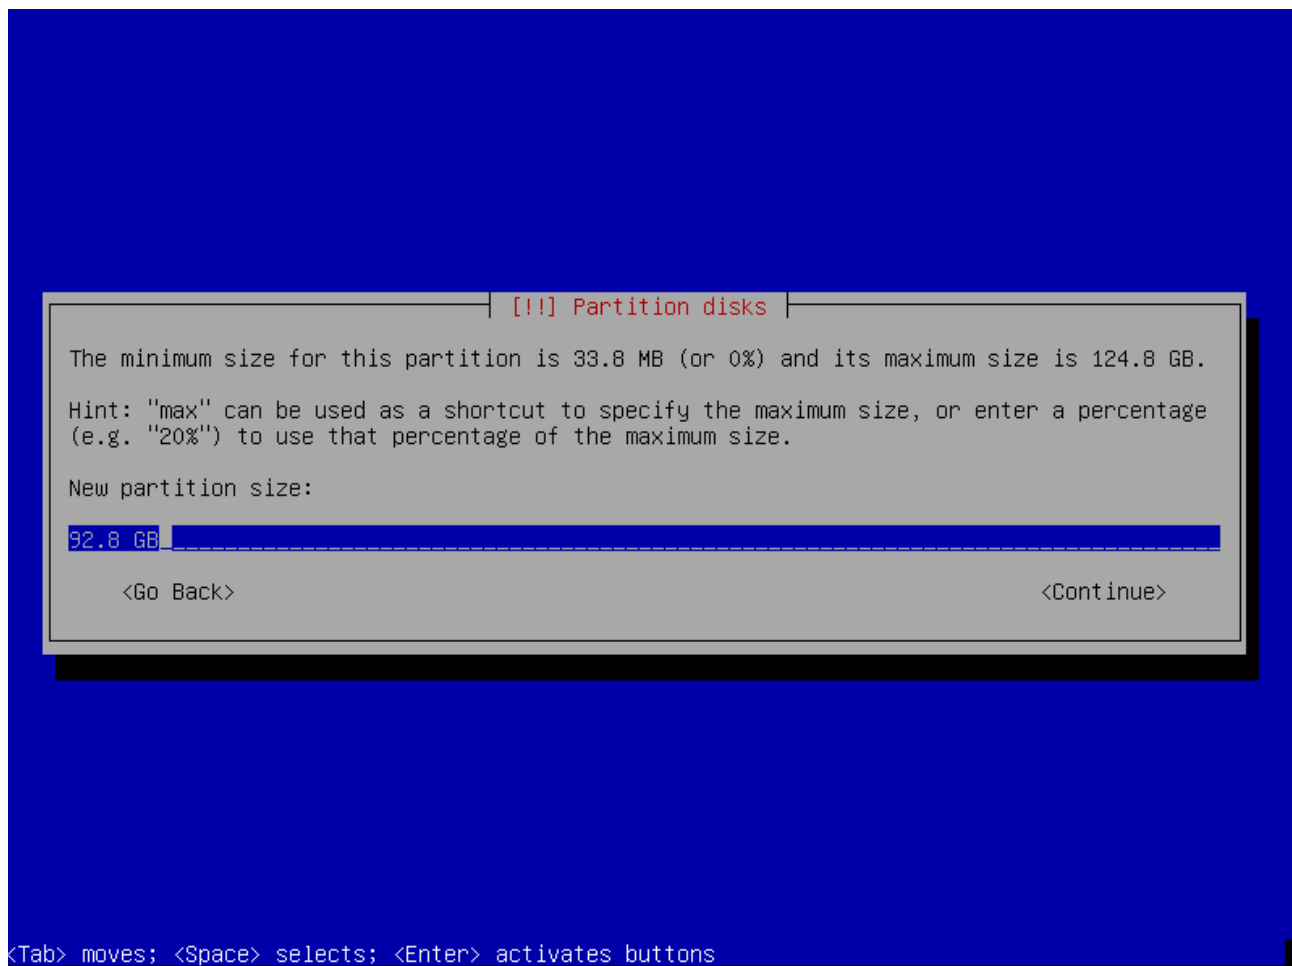 [!!] Partition disks
The minimum size for this partition is 33.8 MB (or 0%) and its maximum size is 124.8 GB.
Hint: "max" can be used as a shortcut to specify the maximum size, or enter a percentage
(e.g. "20%") to use that percentage of the maximum size.
New partition size:
92.8 GB
<Go Back> <Continue>
<Tab> moves; <Space> selects; <Enter> activates buttons